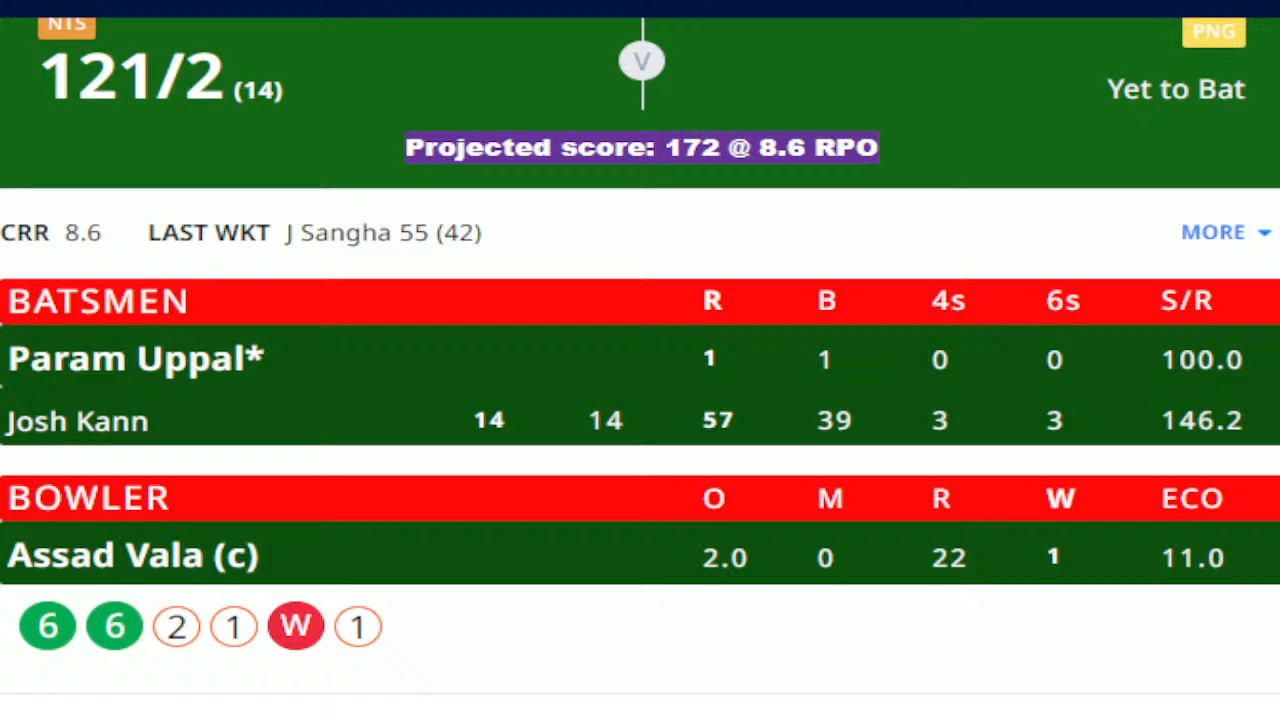 NTS
V
PNG
121/2 (14)
Yet to Bat
Projected score: 172 @ 8.6 RPO
CRR 8.6 LAST WKT J Sangha 55 (42)
MORE
BATSMEN R B 4s 6s S/R
Param Uppal* 1 1 0 0 100.0
Josh Kann 14 14 57 39 3 3 146.2
BOWLER O M R W ECO
Assad Vala (c) 2.0 0 22 1 11.0
6 6 2 1 W 1